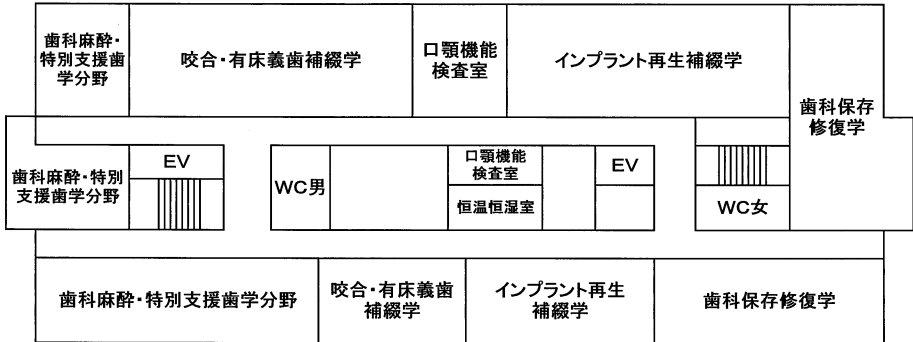 歯科麻酔・
特別支援歯
学分野
咬合・有床義歯補綴学
口顎機能
検査室
インプラント再生補綴学
歯科保存
修復学
歯科麻酔・特別
支援歯学分野
EV
WC男
口顎機能
検査室
恒温恒湿室
EV
WC女
歯科麻酔・特別支援歯学分野
咬合・有床義歯
補綴学
インプラント再生
補綴学
歯科保存修復学